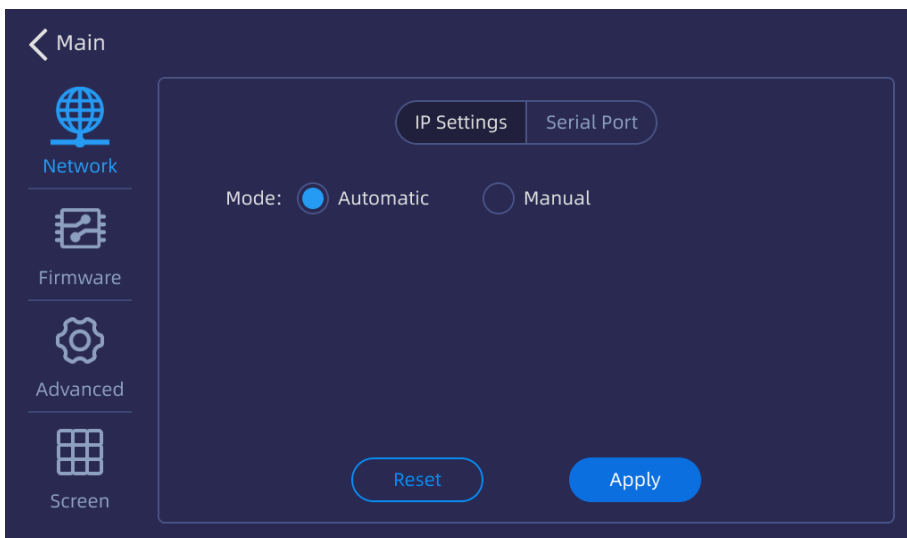 Main
Network
Firmware
Advanced
Screen
IP Settings Serial Port
Mode: Automatic Manual
Reset Apply